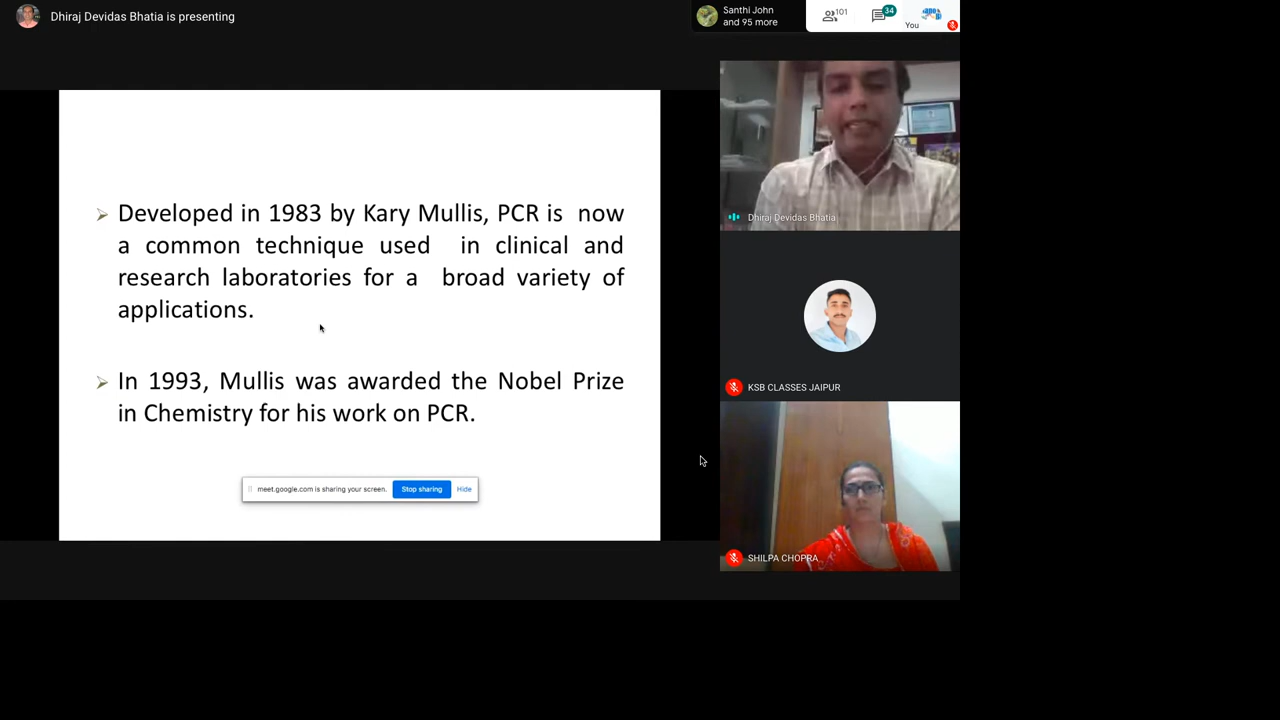 Dhiraj Devidas Bhatia is presenting
Santhi John
and 95 more
101
34
You
Developed in 1983 by Kary Mullis, PCR is now
a common technique used in clinical and
research laboratories for a broad variety of
applications.
In 1993, Mullis was awarded the Nobel Prize
in Chemistry for his work on PCR.
meet.google.com is sharing your screen.
Stop sharing
Hide
Dhiraj Devidas Bhatia
KSB CLASSES JAIPUR
SHILPA CHOPRA